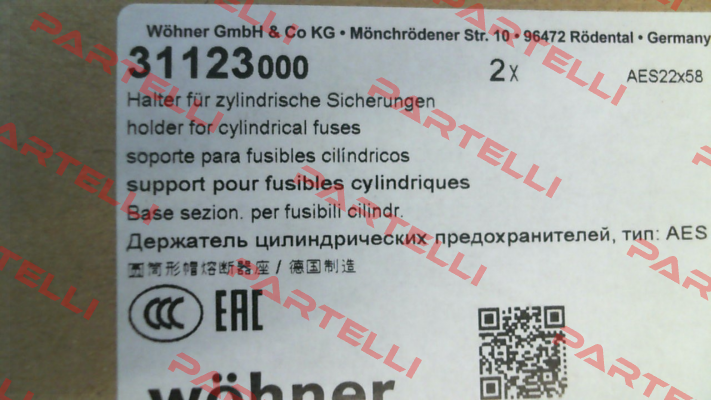 Wöhner GmbH & Co KG • Mönchrödener Str. 10 • 96472 Rödental • Germany
31123000 2x AES22x58
Halter für zylindrische Sicherungen
holder for cylindrical fuses
soporte para fusibles cilíndricos
support pour fusibles cylindriques
Base sezion. per fusibili cilindr.
Держатель цилиндрических предохранителей, тип: AES
圆筒形帽熔断器座 / 德国制造
CCC EAC
wöhner
PARTELLI